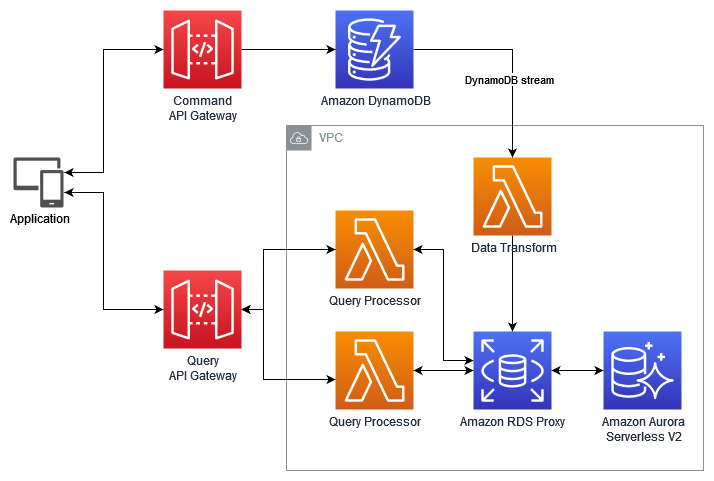 Command
API Gateway
Amazon DynamoDB
DynamoDB stream
VPC
Application
Data Transform
Query Processor
Query
API Gateway
Query Processor
Amazon RDS Proxy
Amazon Aurora
Serverless V2